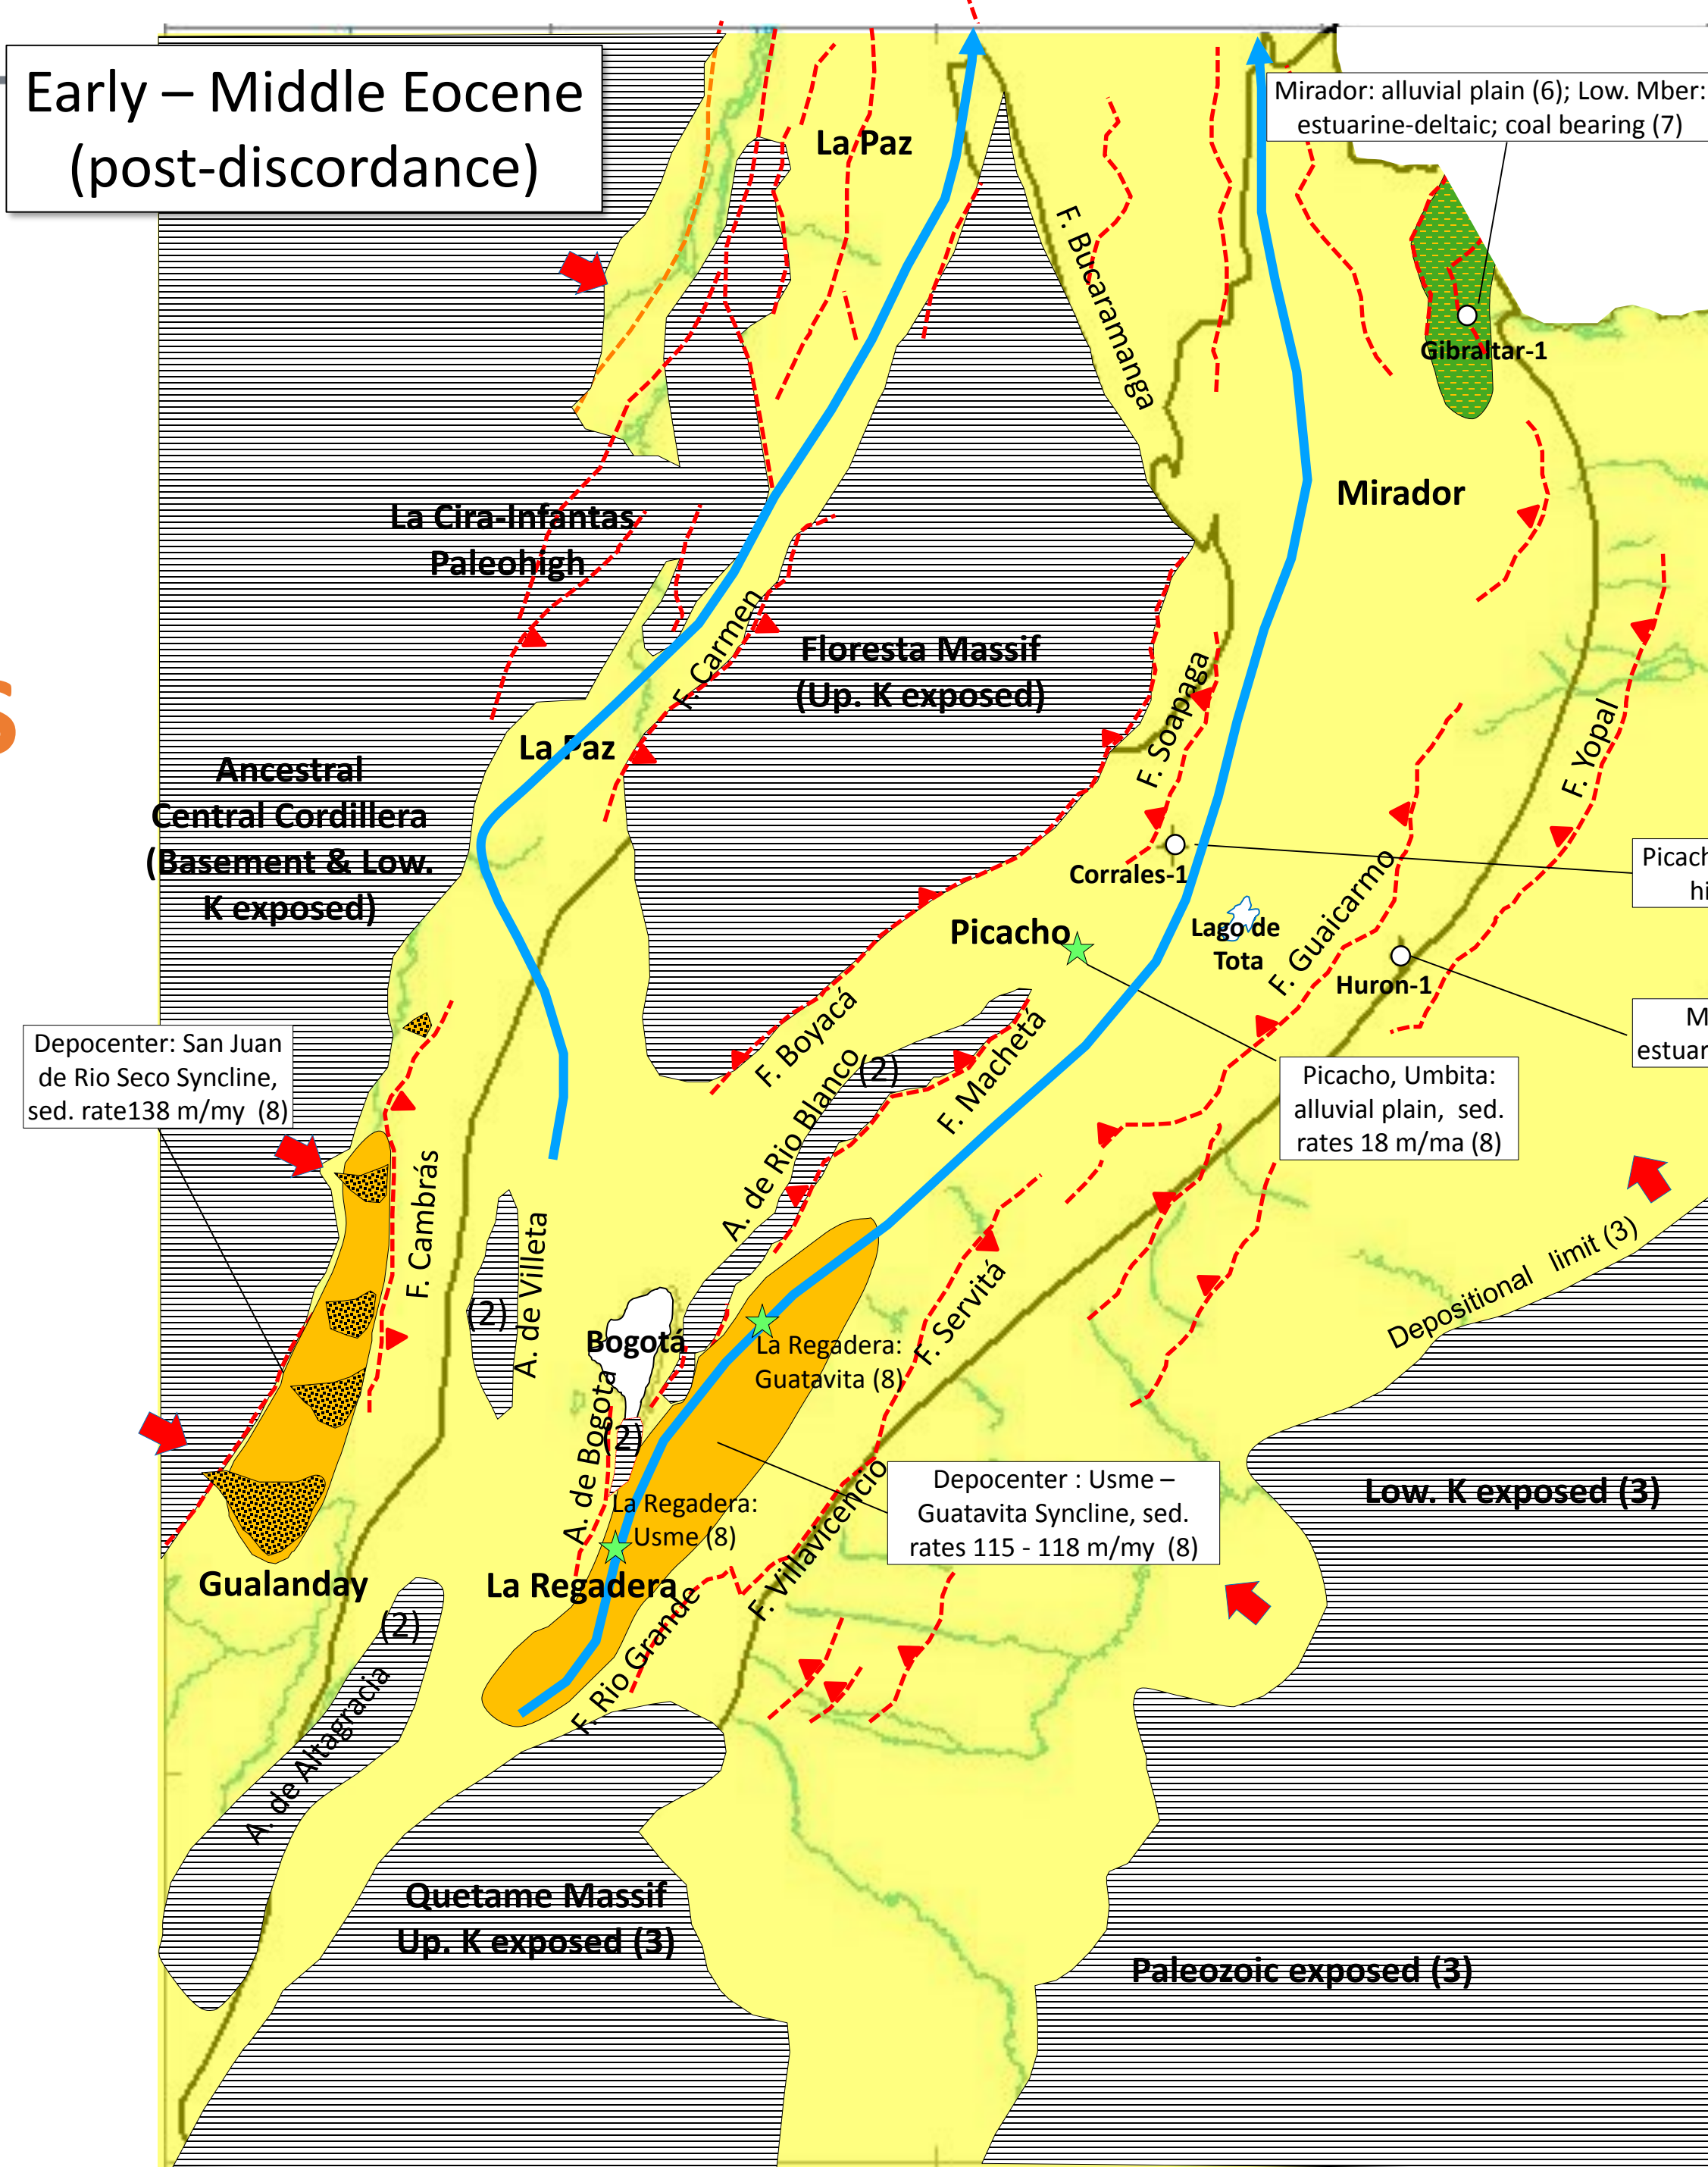 Early – Middle Eocene
(post-discordance)
Mirador: alluvial plain (6); Low. Mber:
estuarine-deltaic; coal bearing (7)
La Paz
F. Bucaramanga
Gibraltar-1
Mirador
La Cira-Infantas
Paleohigh
F. Carmen
Floresta Massif
(Up. K exposed)
F. Soapaga
F. Yopal
S
La Paz
Ancestral
Central Cordillera
(Basement & Low.
K exposed)
Corrales-1
Picach
hi
Picacho
Lago de
Tota
F. Guaicarmo
Huron-1
M
estuar
F. Boyacá
(2)
F. Machetá
A. de Rio Blanco
Depocenter: San Juan
de Rio Seco Syncline,
sed. rate138 m/my (8)
Picacho, Umbita:
alluvial plain, sed.
rates 18 m/ma (8)
F. Cambrás
(2)
A. de Villeta
Bogotá
La Regadera:
Guatavita (8)
F. Servitá
Depositional limit (3)
A. de Bogota
(2)
La Regadera:
Usme (8)
F. Villavicencio
Depocenter : Usme –
Guatavita Syncline, sed.
rates 115 - 118 m/my (8)
Low. K exposed (3)
Gualanday
La Regadera
(2)
F. Rio Grande
A. de Altagracia
Quetame Massif
Up. K exposed (3)
Paleozoic exposed (3)